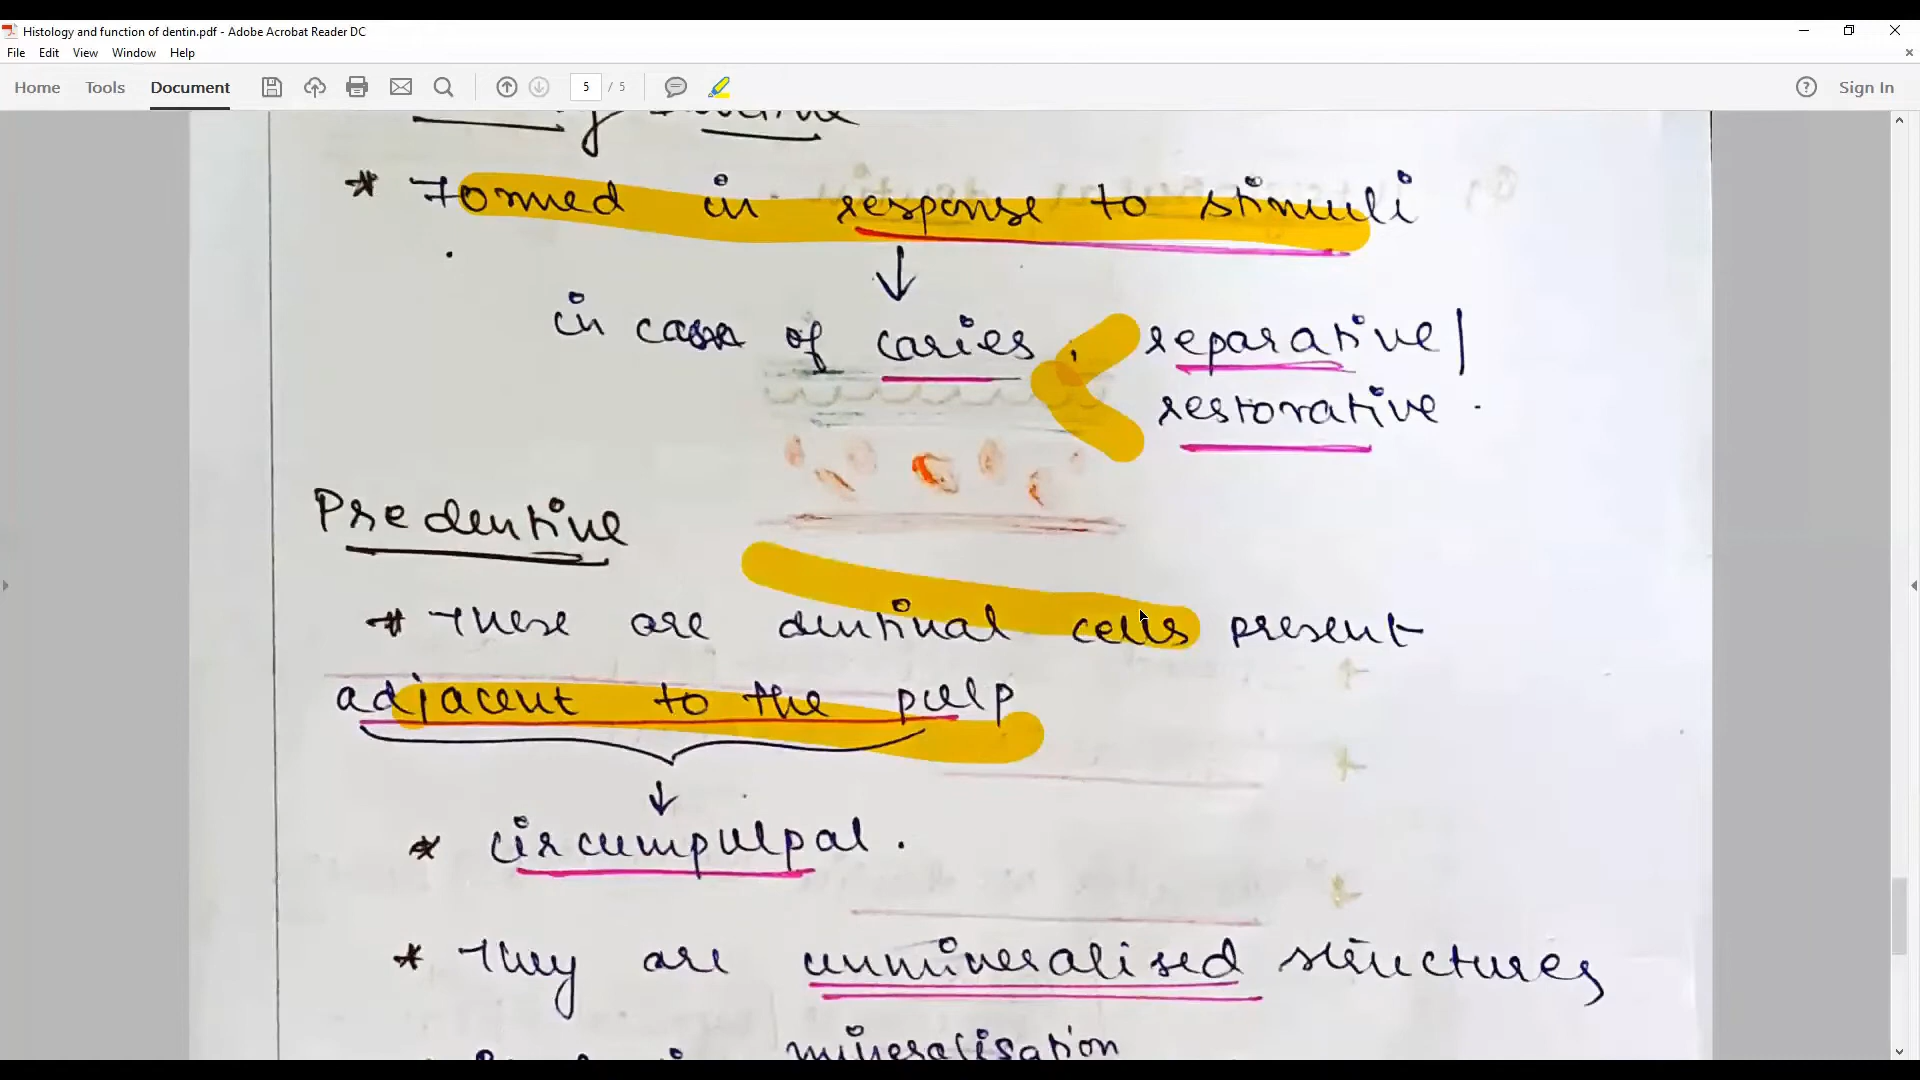 Histology and function of dentin.pdf - Adobe Acrobat Reader DC
File Edit View Window Help
Home Tools Document 5 / 5 Sign In
* Formed in response to stimuli
in case of caries. reparative/
restorative.
Predentine
* These are dentinal cells present
adjacent to the pulp
* circumpulpal.
* They are unmineralised structures
mineralisation